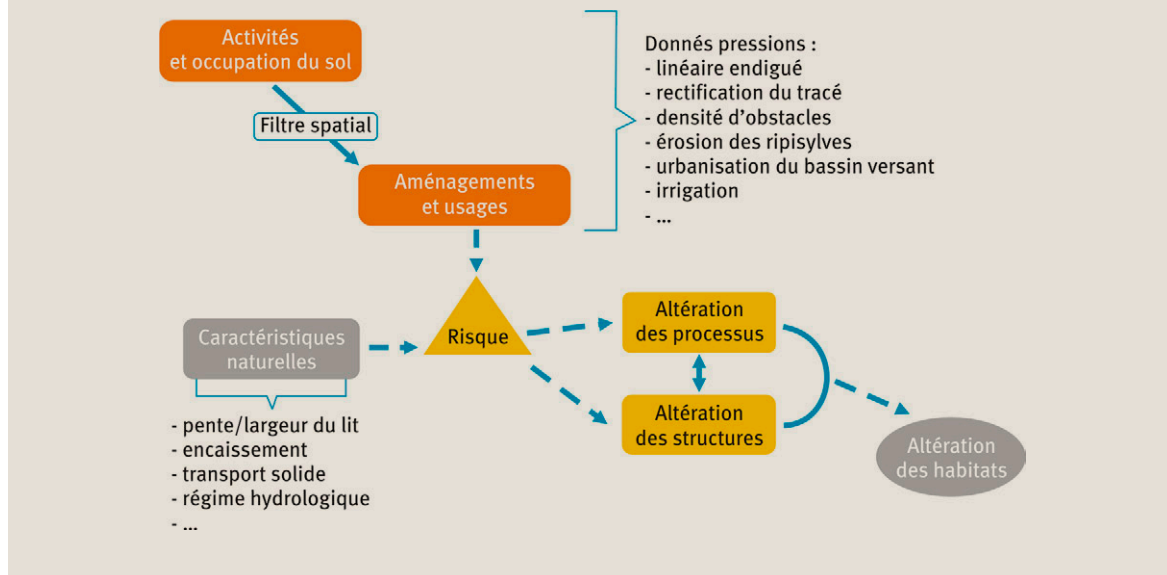 Activités
et occupation du sol
Filtre spatial
Aménagements
et usages
Donnés pressions :
- linéaire endigué
- rectification du tracé
- densité d’obstacles
- érosion des ripisylves
- urbanisation du bassin versant
- irrigation
- ...
Caractéristiques
naturelles
Risque
Altération
des processus
Altération
des structures
Altération
des habitats
- pente/largeur du lit
- encaissement
- transport solide
- régime hydrologique
- ...